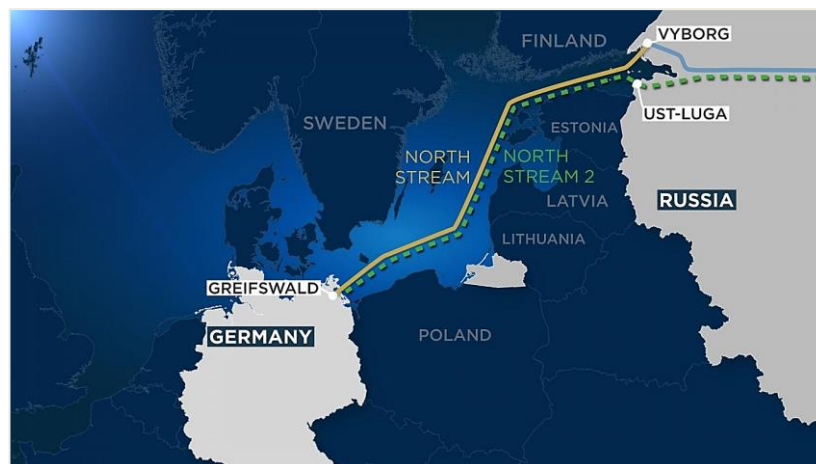 VYBORG
FINLAND
SWEDEN
UST-LUGA
ESTONIA
NORTH
STREAM
NORTH
STREAM 2
LATVIA
RUSSIA
LITHUANIA
GREIFSWALD
GERMANY
POLAND